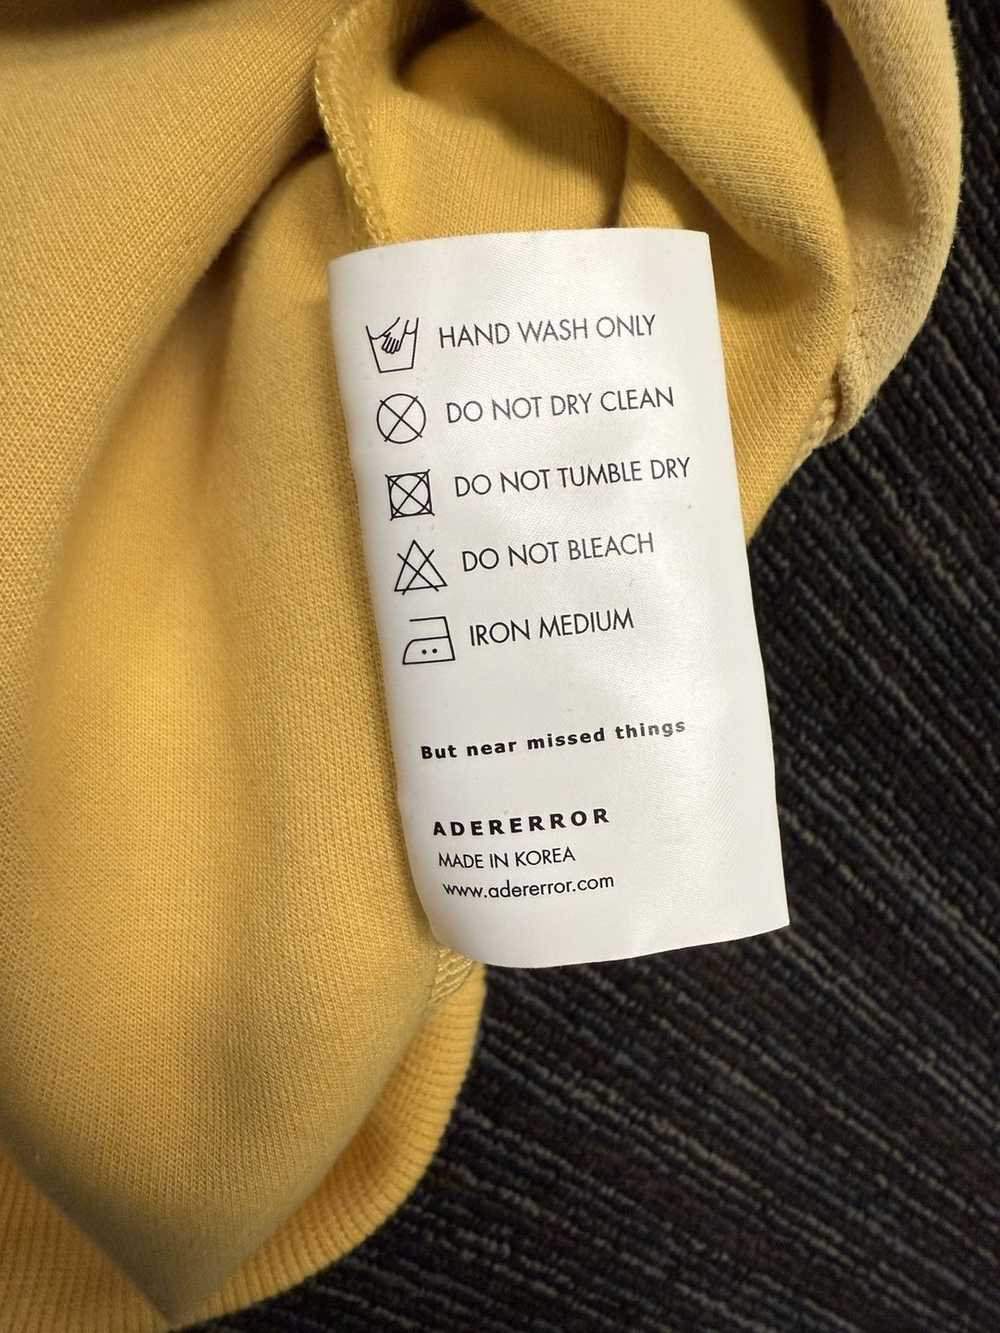 HAND WASH ONLY
DO NOT DRY CLEAN
DO NOT TUMBLE DRY
DO NOT BLEACH
IRON MEDIUM
But near missed things
ADERERROR
MADE IN KOREA
www.adererror.com